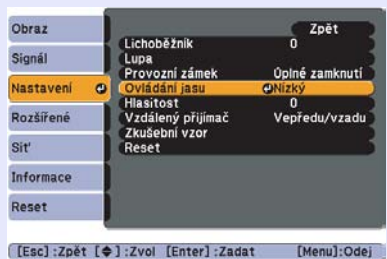 Obraz
Signál
Nastavení
Rozšířené
Síť
Informace
Reset
Zpět
Lichoběžník 0
Lupa
Provozní zámek Úplné zamknutí
Ovládání jasu Nízký
Hlasitost 0
Vzdálený přijímač Vepředu/vzadu
Zkušební vzor
Reset
[Esc] :Zpět [◆] :Zvol [Enter] :Zadat [Menu]:Odej